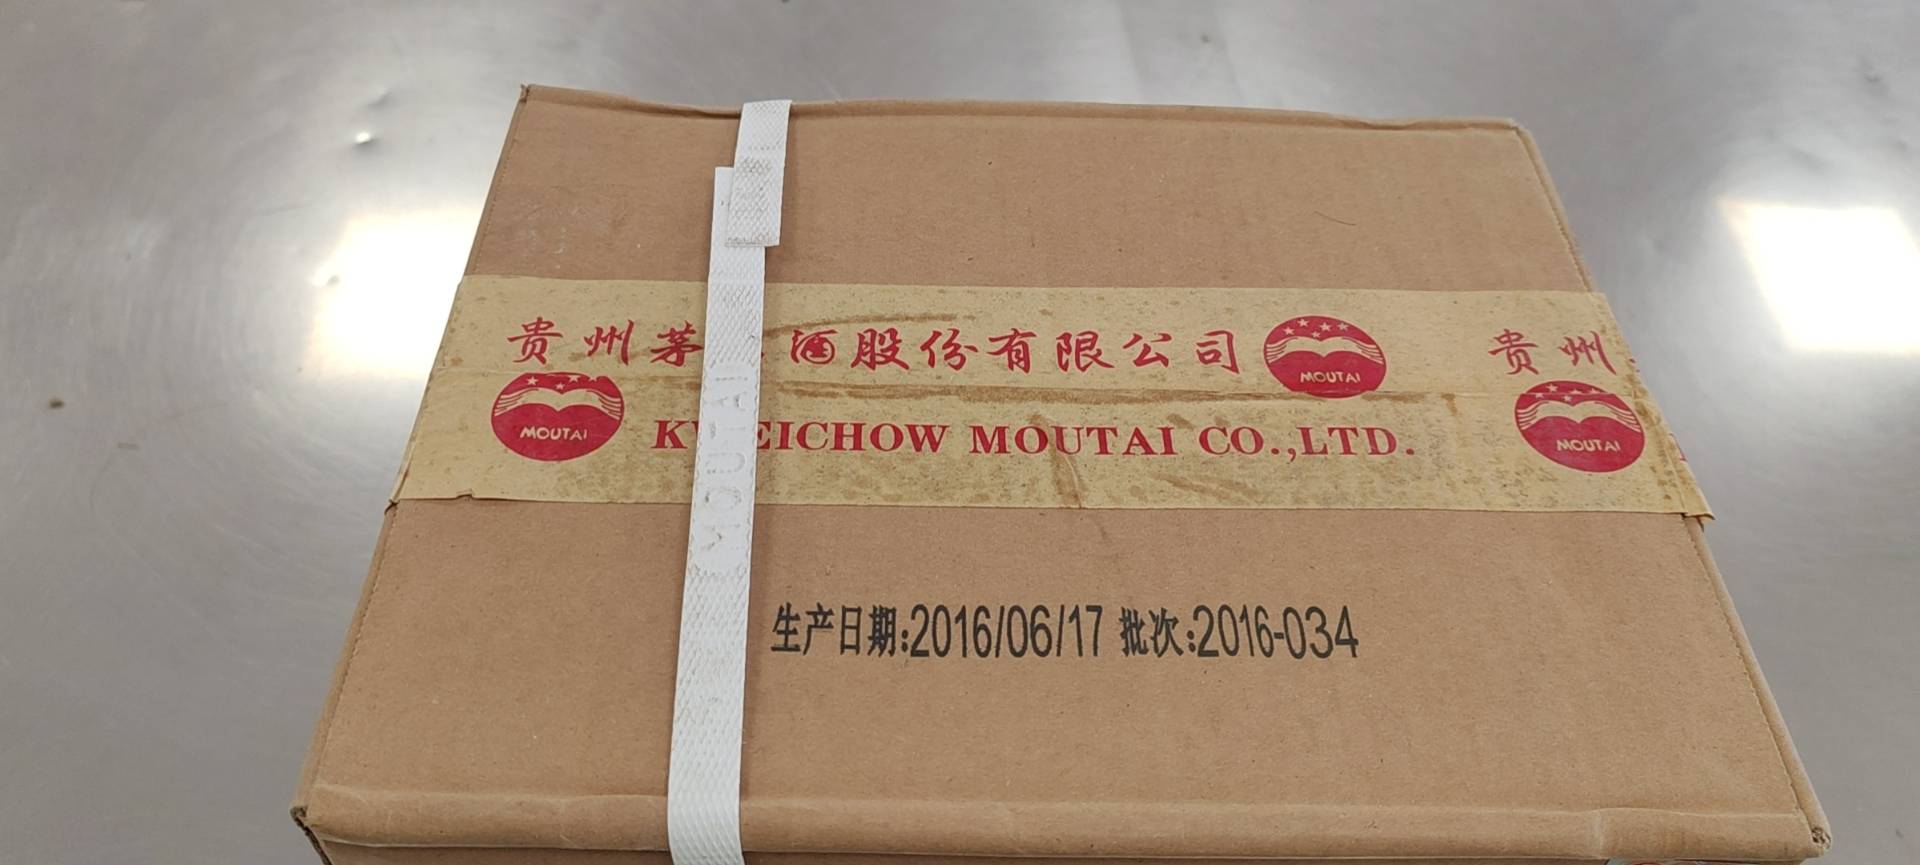 贵州茅 酒股份有限公司 MOUTAI 贵州
MOUTAI K EICHOW MOUTAI CO.,LTD. MOUTAI
MOUTAI
生产日期:2016/06/17 批次:2016-034